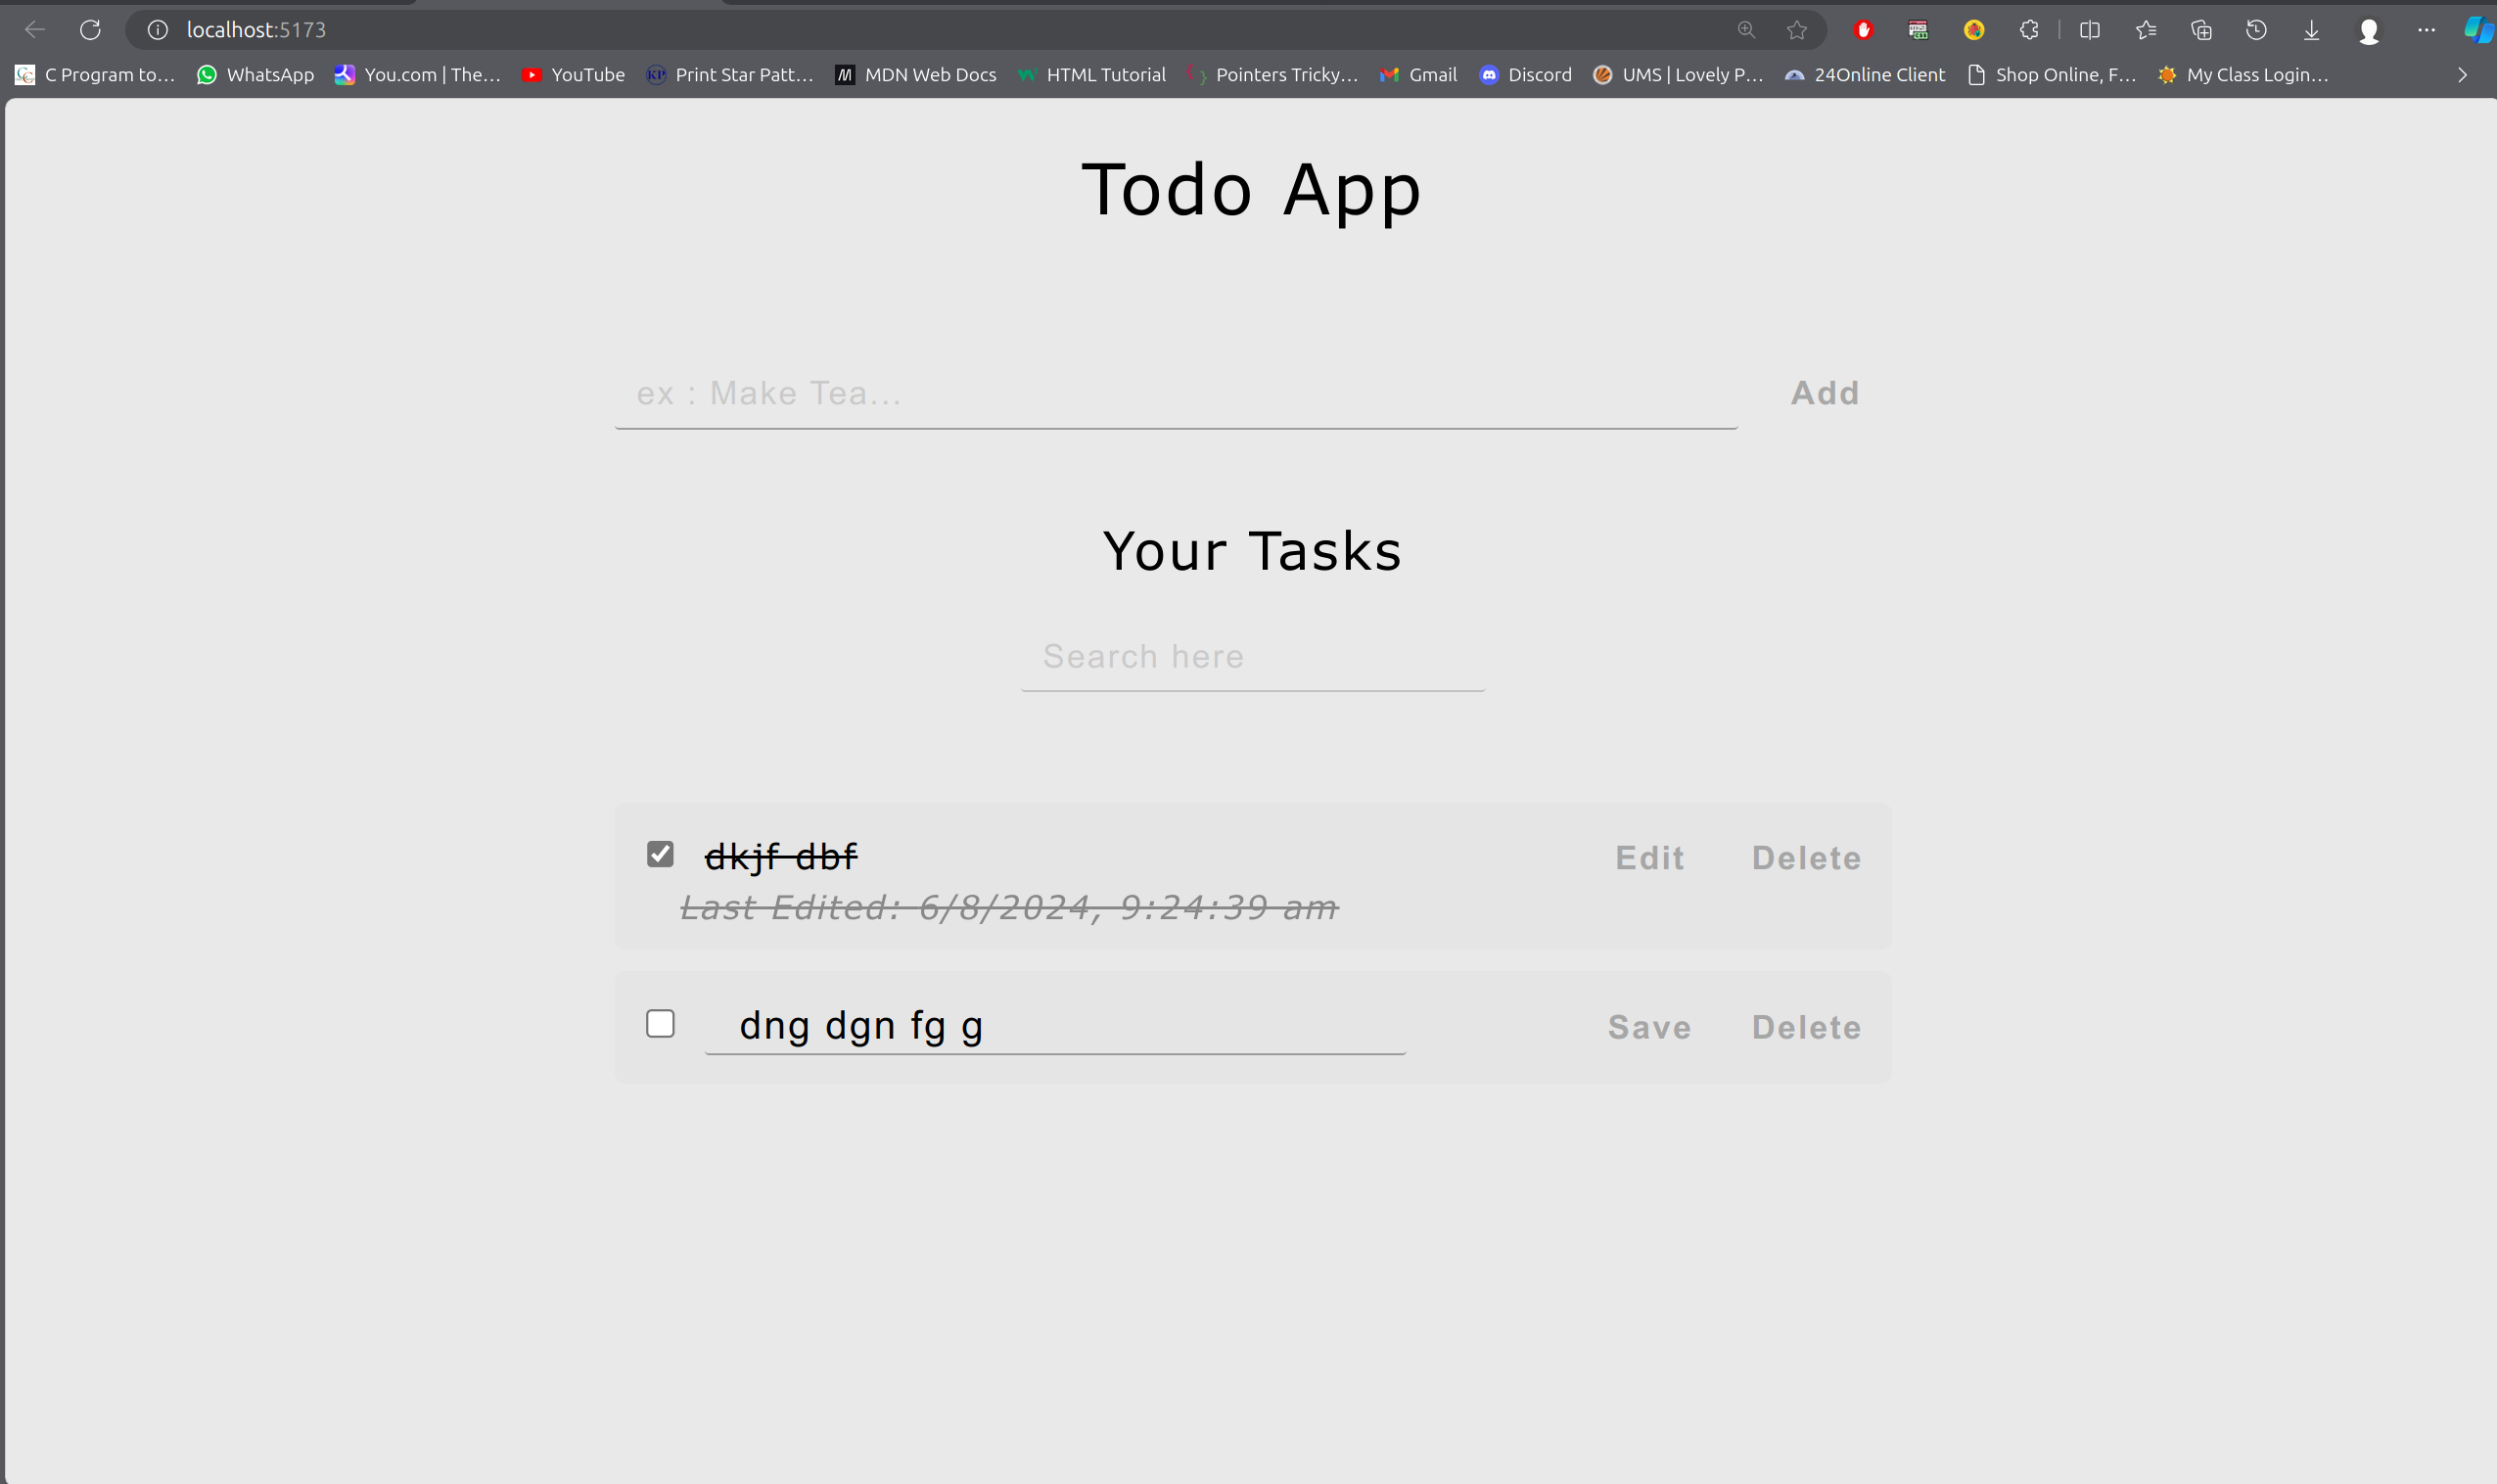 localhost:5173
C Program to... WhatsApp You.com | The... YouTube KP Print Star Patt... M MDN Web Docs HTML Tutorial Pointers Tricky... Gmail Discord UMS | Lovely P... 24Online Client Shop Online, F... My Class Login...
Todo App
ex : Make Tea... Add
Your Tasks
Search here
dkjf dbf Edit Delete
Last Edited: 6/8/2024, 9:24:39 am
dng dgn fg g Save Delete